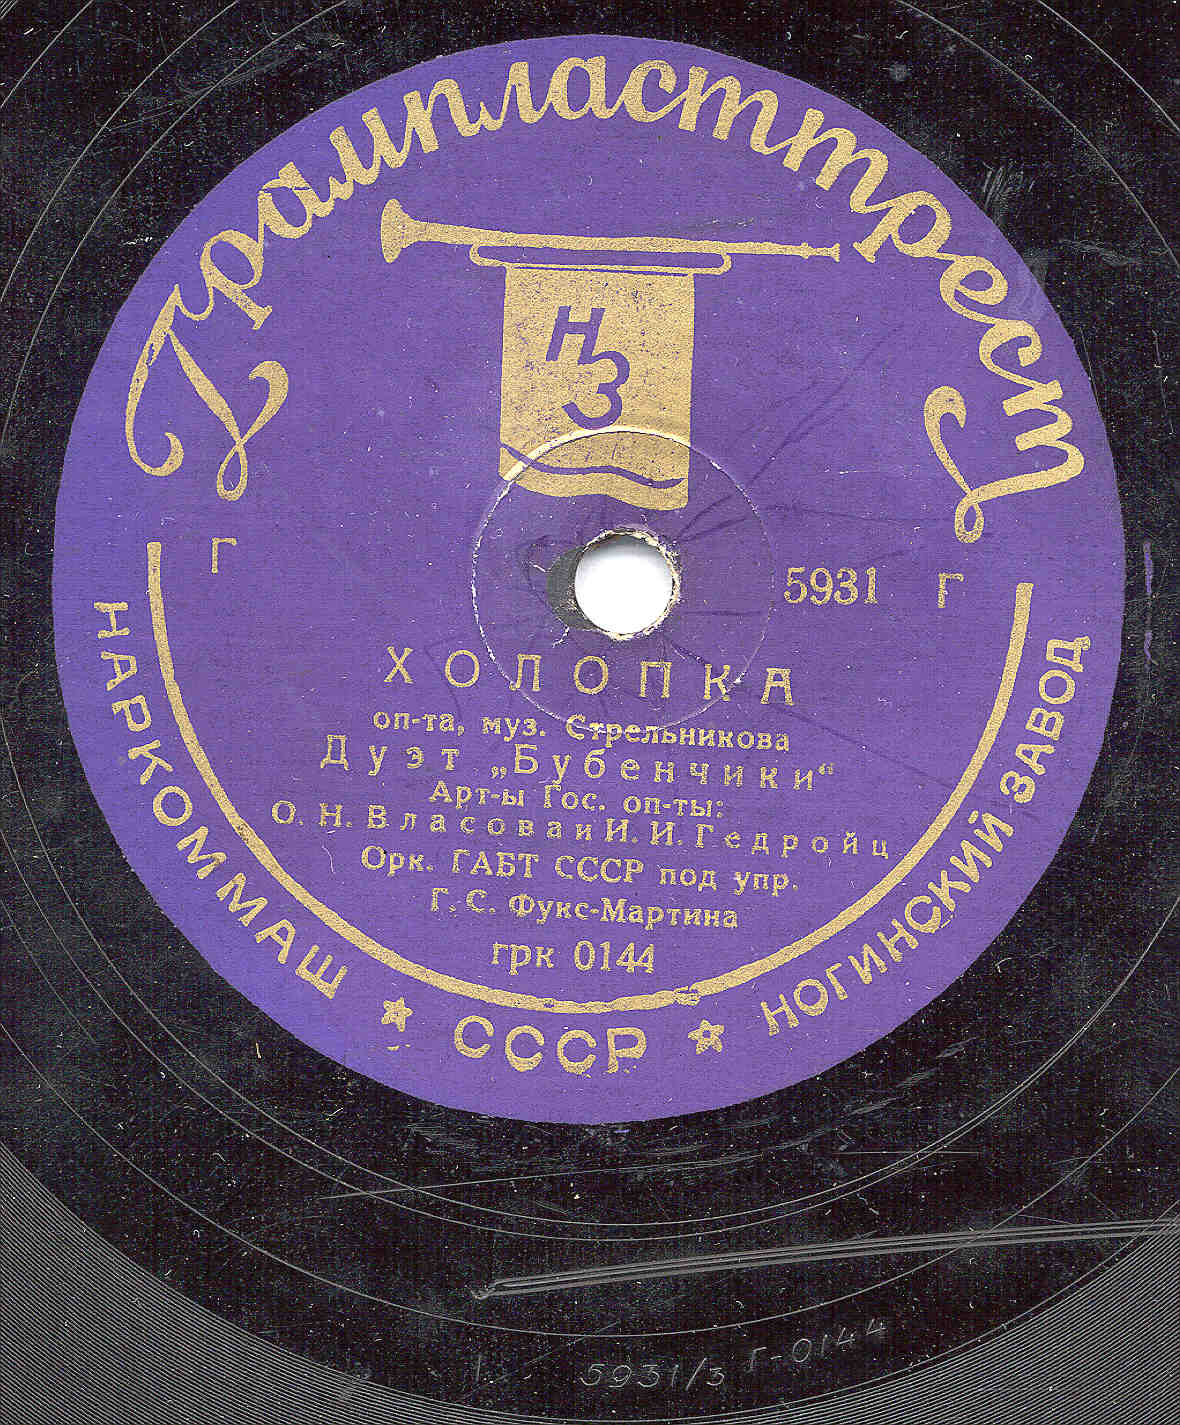 Грампласттрест
НЗ
Г
5931 Г
ХОЛОПКА
оп-та, муз. Стрельникова
Дуэт „Бубенчики“
Арт-ы Гос. оп-ты:
О. Н. Власова и И. И. Гедройц
Орк. ГАБТ СССР под упр.
Г. С. Фукс-Мартина
грк 0144
НАРКОММАШ ★ СССР ★ НОГИНСКИЙ ЗАВОД
5931/3 Г-0144